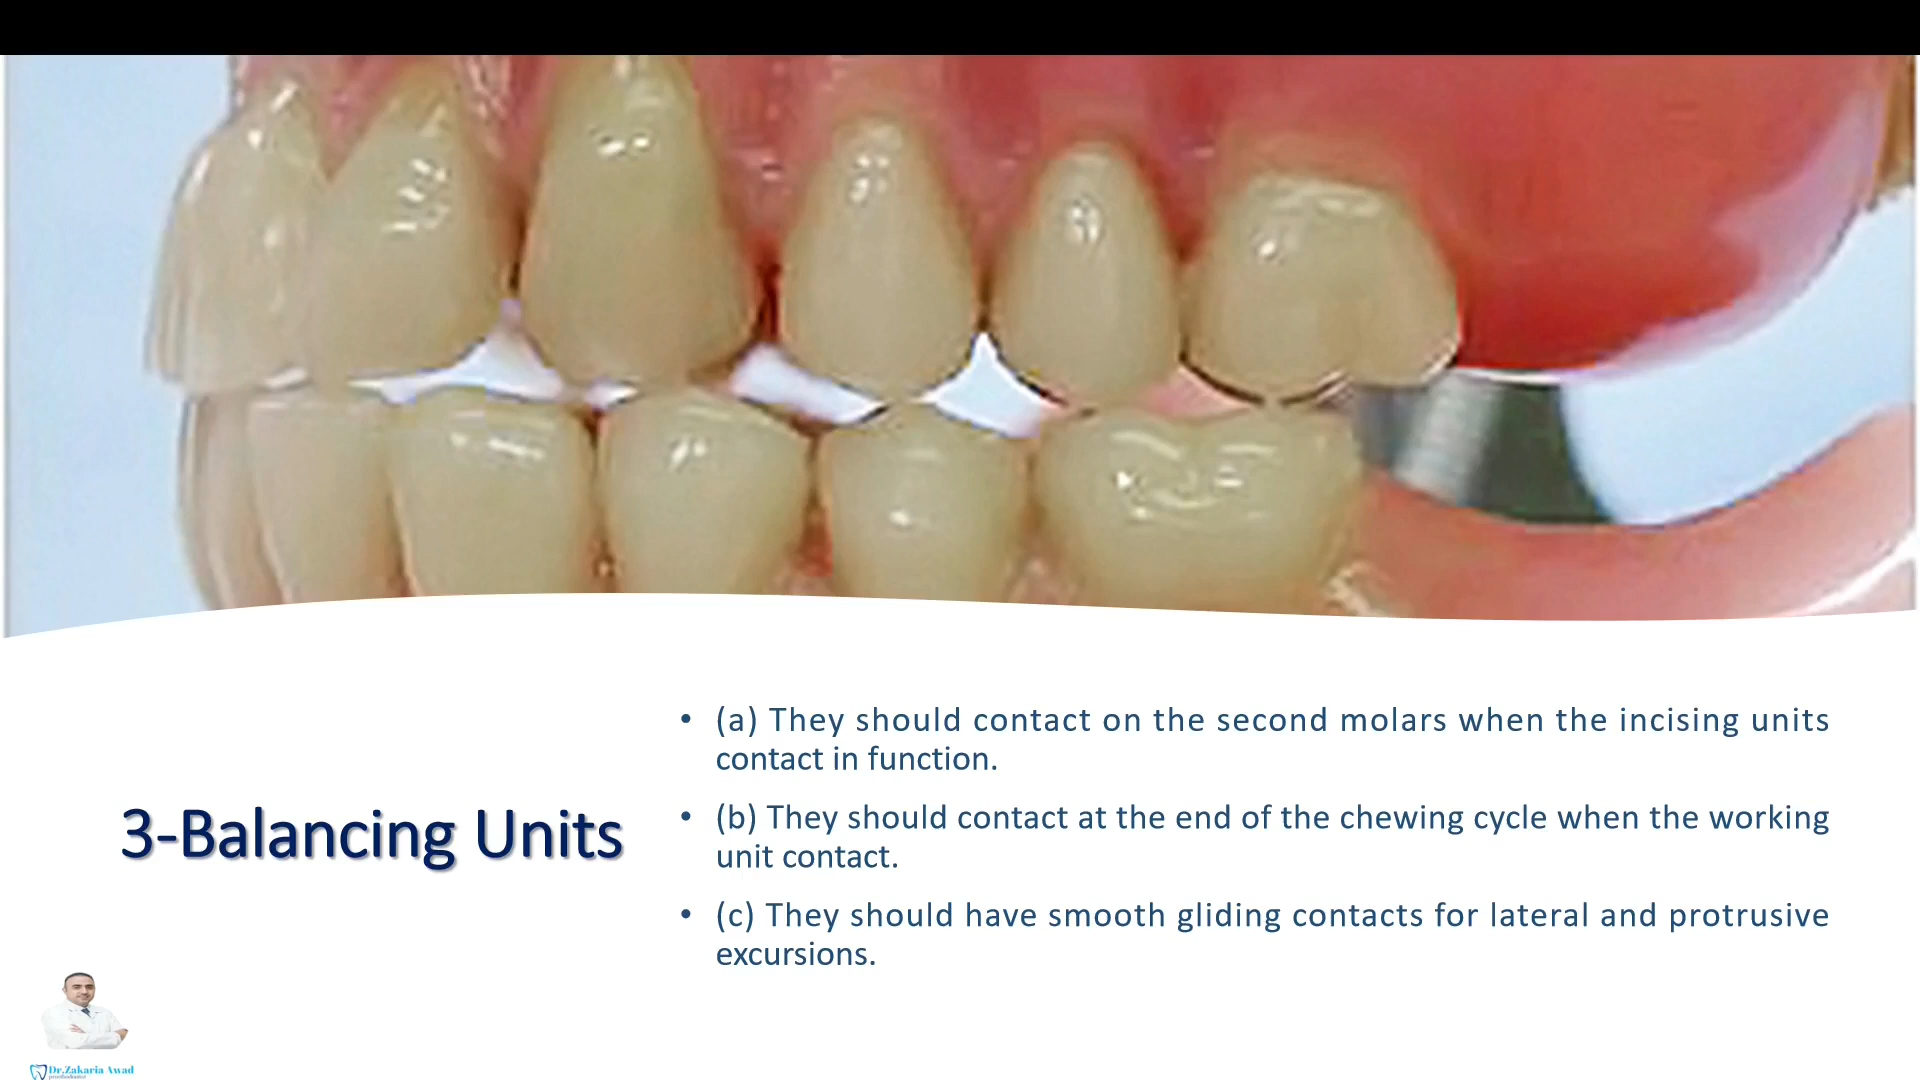 3-Balancing Units
• (a) They should contact on the second molars when the incising units
contact in function.
• (b) They should contact at the end of the chewing cycle when the working
unit contact.
• (c) They should have smooth gliding contacts for lateral and protrusive
excursions.
Dr.Zakaria Awad
prosthodontist